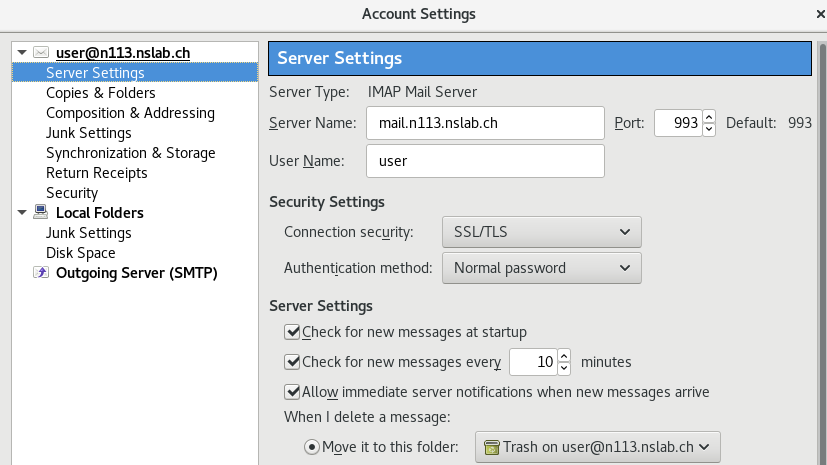 Account Settings
user@n113.nslab.ch
Server Settings
Copies & Folders
Composition & Addressing
Junk Settings
Synchronization & Storage
Return Receipts
Security
Local Folders
Junk Settings
Disk Space
Outgoing Server (SMTP)
Server Settings
Server Type: IMAP Mail Server
Server Name: mail.n113.nslab.ch Port: 993 Default: 993
User Name: user
Security Settings
Connection security: SSL/TLS
Authentication method: Normal password
Server Settings
Check for new messages at startup
Check for new messages every 10 minutes
Allow immediate server notifications when new messages arrive
When I delete a message:
Move it to this folder: Trash on user@n113.nslab.ch